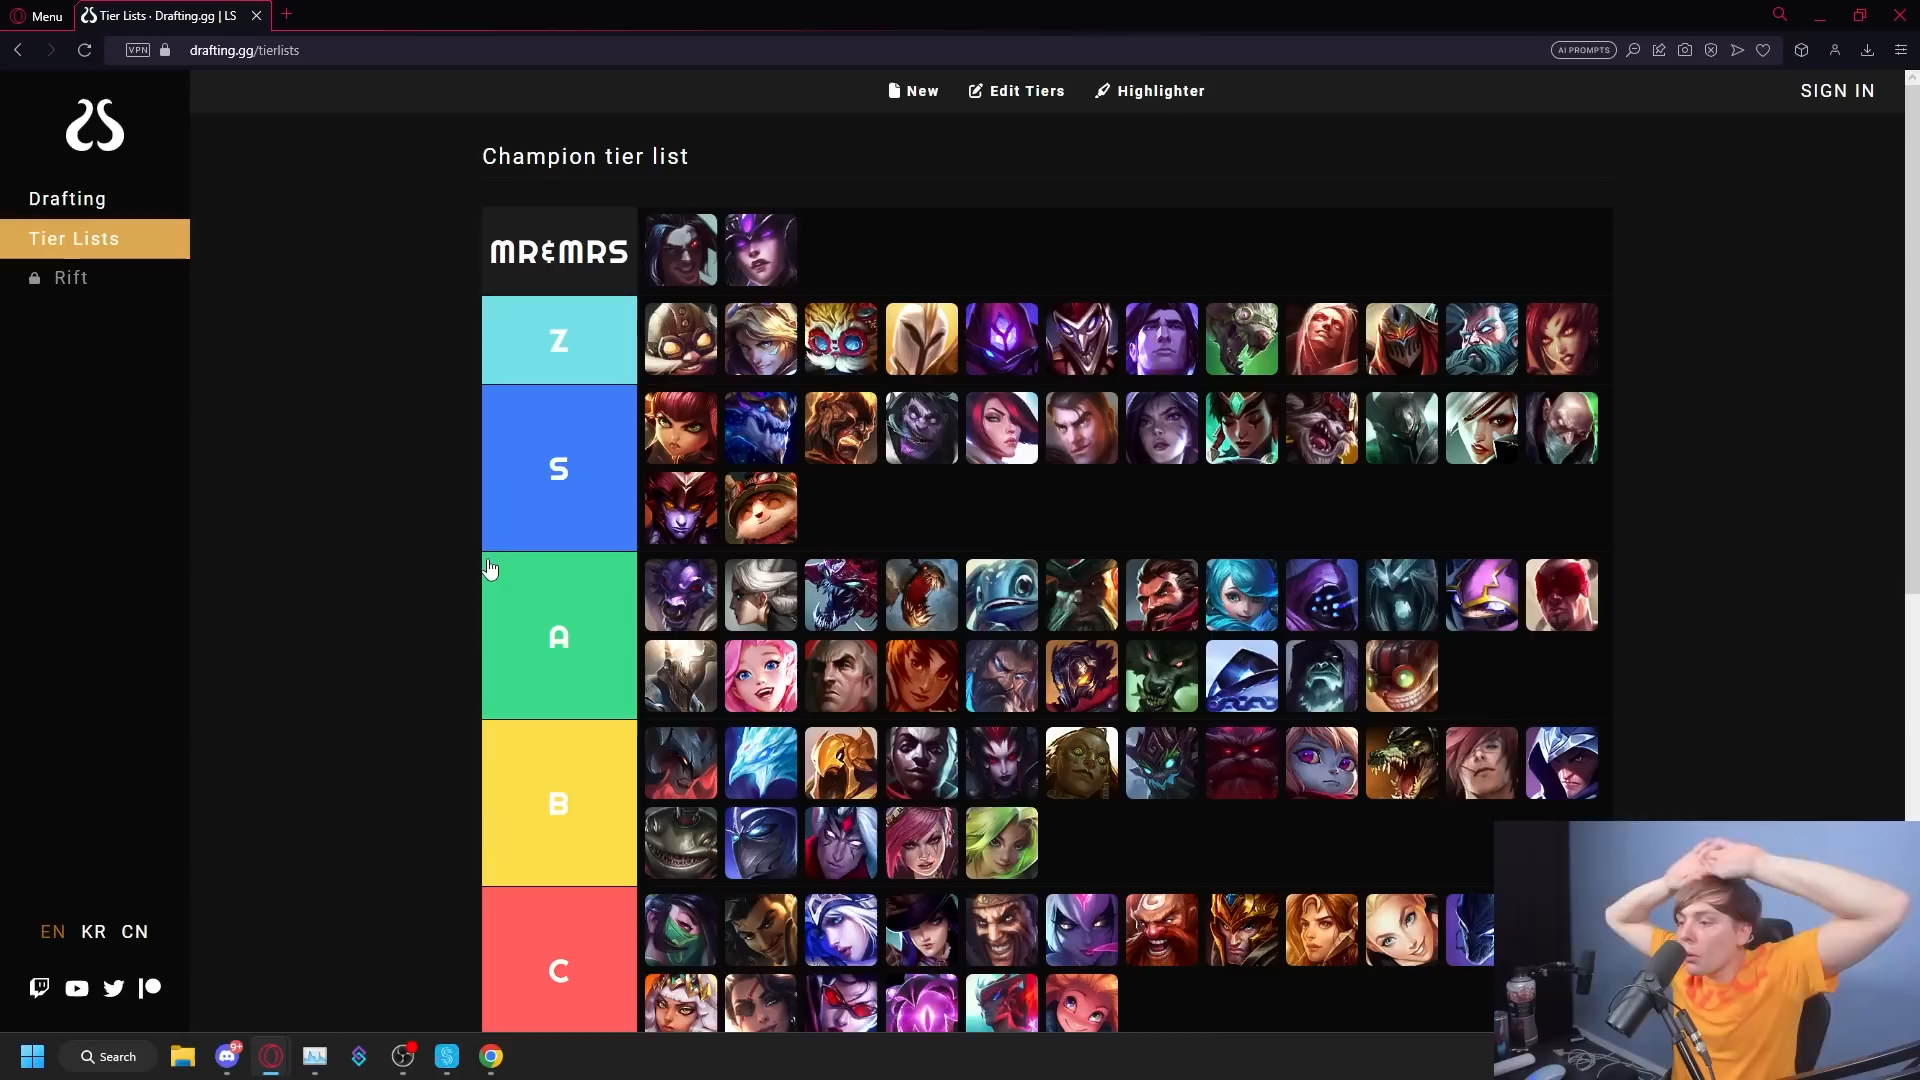 Menu
Tier Lists · Drafting.gg | LS
VPN
drafting.gg/tierlists
AI PROMPTS
New
Edit Tiers
Highlighter
SIGN IN
Drafting
Tier Lists
Rift
Champion tier list
MR&MRS
Z
S
A
B
C
EN KR CN
Search
9+